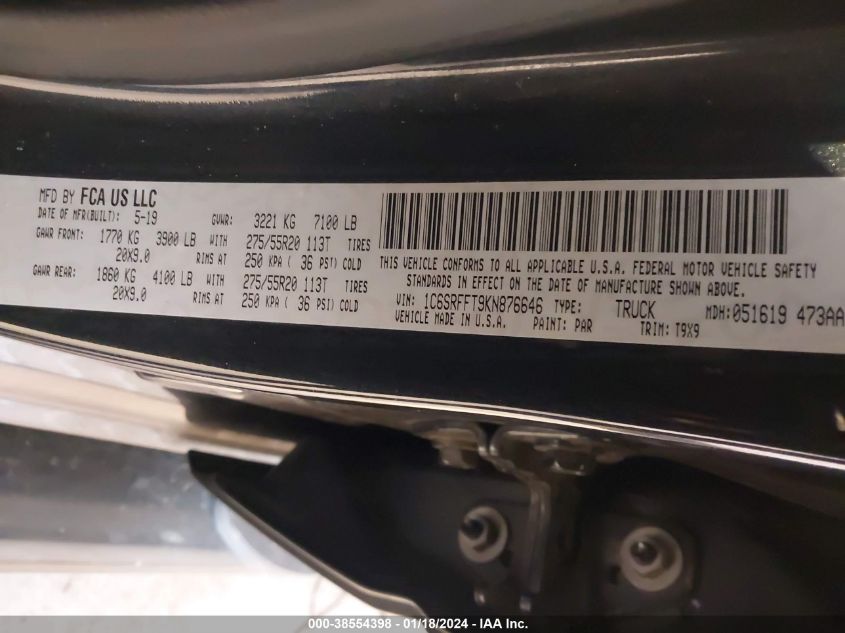 MFD BY FCA US LLC
DATE OF MFR(BUILT): 5-19 GVWR: 3221 KG 7100 LB
GAWR FRONT: 1770 KG 3900 LB WITH 275/55R20 113T TIRES
20X9.0 RIMS AT 250 KPA ( 36 PSI) COLD
GAWR REAR: 1860 KG 4100 LB WITH 275/55R20 113T TIRES
20X9.0 RIMS AT 250 KPA ( 36 PSI) COLD
THIS VEHICLE CONFORMS TO ALL APPLICABLE U.S.A. FEDERAL MOTOR VEHICLE SAFETY
STANDARDS IN EFFECT ON THE DATE OF MANUFACTURE SHOWN ABOVE.
VIN: 1C6SRFFT9KN876646 TYPE: TRUCK MDH:051619 473AA
VEHICLE MADE IN U.S.A. PAINT: PAR TRIM: T9X9
000-38554398 - 01/18/2024 - IAA Inc.